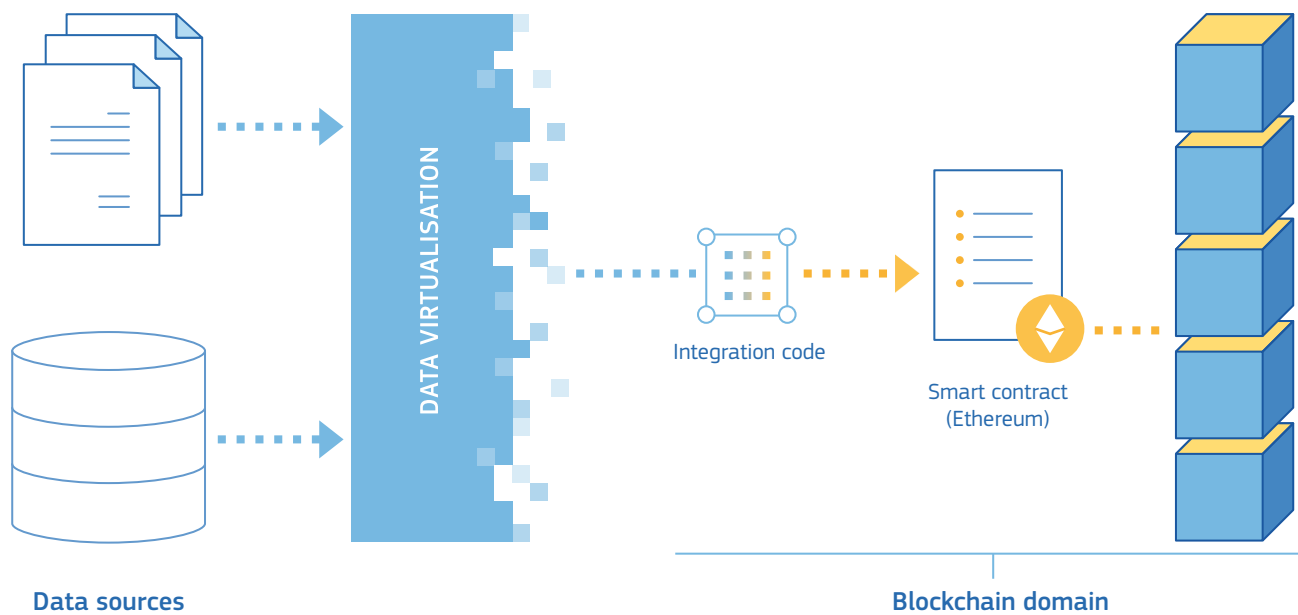 DATA VIRTUALISATION
Integration code
Smart contract
(Ethereum)
Data sources
Blockchain domain